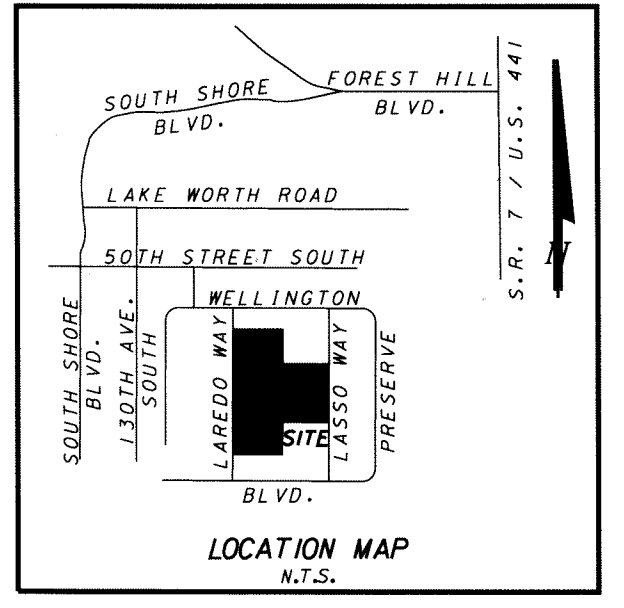 SOUTH SHORE
BLVD.
FOREST HILL
BLVD.
S.R. 7 / U.S. 441
N
LAKE WORTH ROAD
50TH STREET SOUTH
SOUTH SHORE
BLVD.
130TH AVE.
SOUTH
WELLINGTON
LAREDO WAY
SITE
LASSO WAY
PRESERVE
BLVD.
LOCATION MAP
N.T.S.